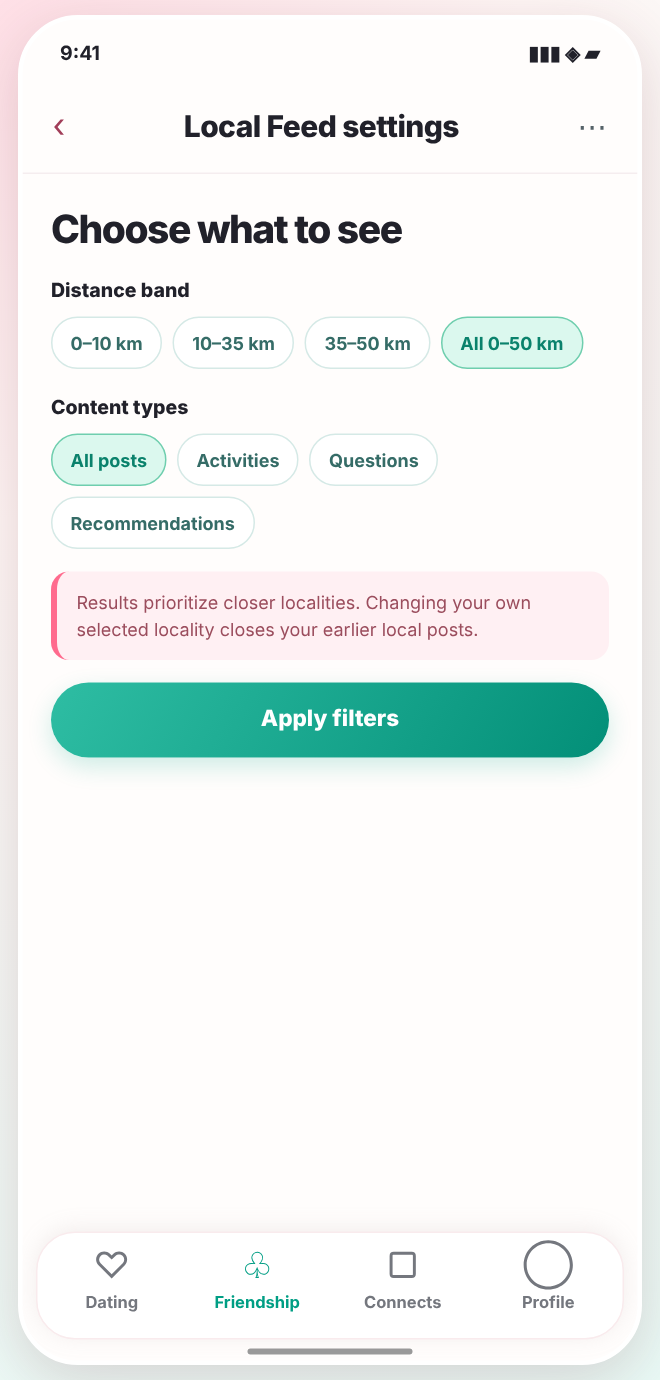 9:41
Local Feed settings
Choose what to see
Distance band
0–10 km 10–35 km 35–50 km All 0–50 km
Content types
All posts Activities Questions
Recommendations
Results prioritize closer localities. Changing your own
selected locality closes your earlier local posts.
Apply filters
Dating Friendship Connects Profile